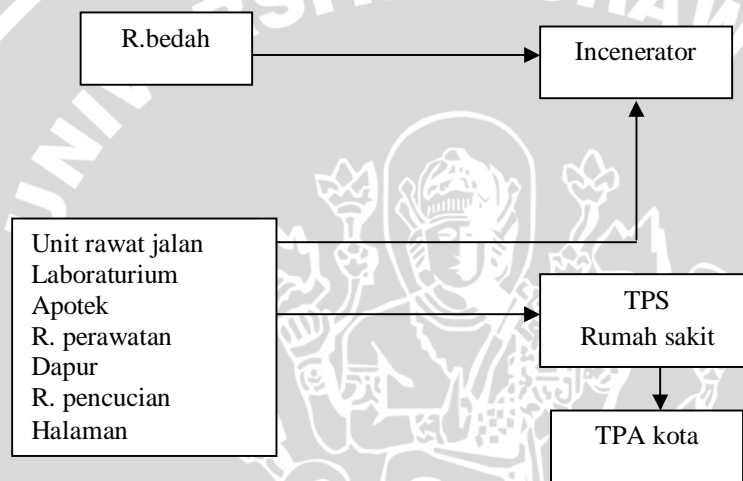 R.bedah
Incenerator
Unit rawat jalan
Laboraturium
Apotek
R. perawatan
Dapur
R. pencucian
Halaman
TPS
Rumah sakit
TPA kota